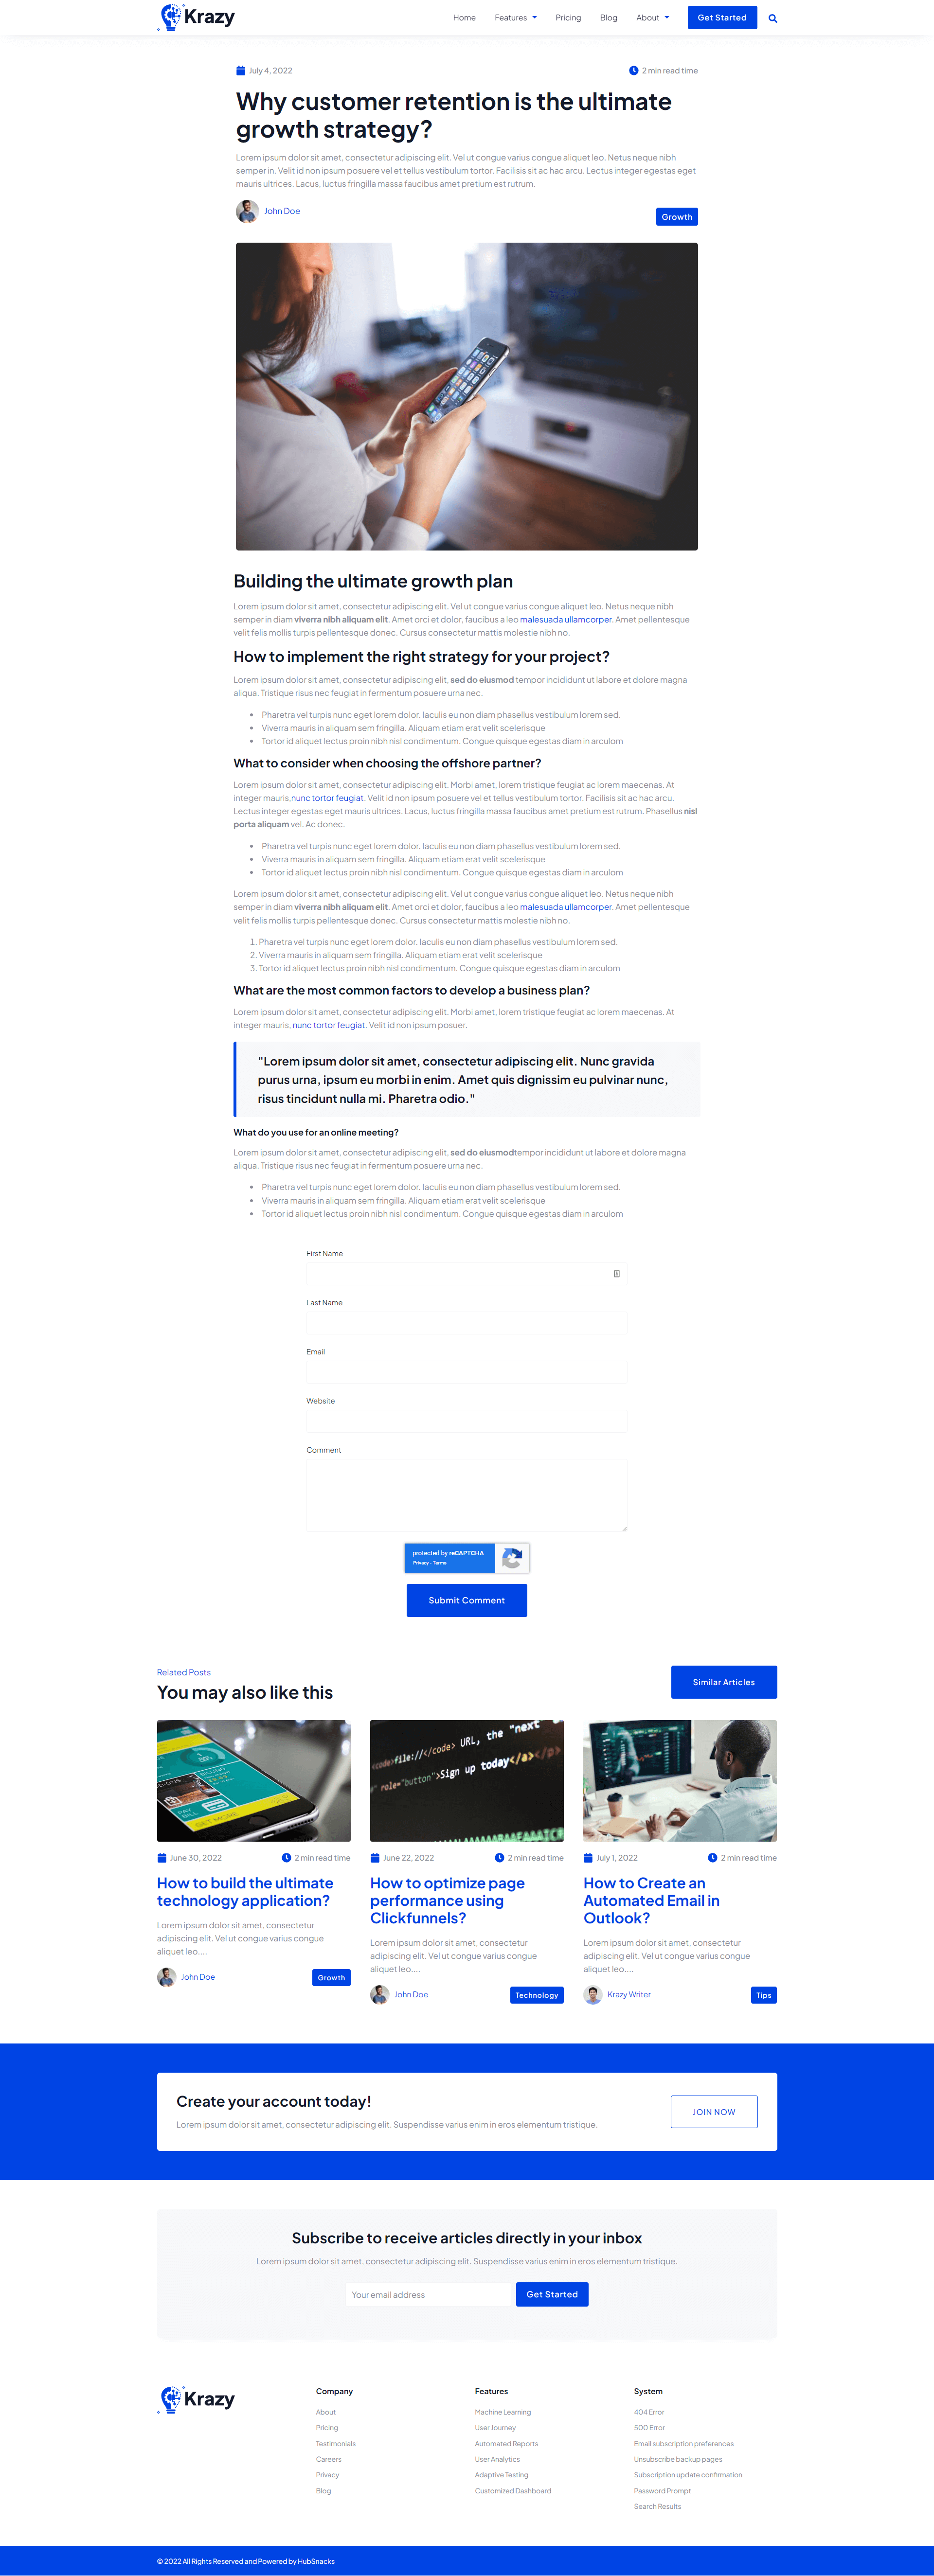 Krazy
Home Features Pricing Blog About Get Started
July 4, 2022
2 min read time
Why customer retention is the ultimate
growth strategy?
Lorem ipsum dolor sit amet, consectetur adipiscing elit. Vel ut congue varius congue aliquet leo. Netus neque nibh
semper in. Velit id non ipsum posuere vel et tellus vestibulum tortor. Facilisis sit ac hac arcu. Lectus integer egestas eget
mauris ultrices. Lacus, luctus fringilla massa faucibus amet pretium est rutrum.
John Doe
Growth
Building the ultimate growth plan
Lorem ipsum dolor sit amet, consectetur adipiscing elit. Vel ut congue varius congue aliquet leo. Netus neque nibh
semper in diam viverra nibh aliquam elit. Amet orci et dolor, faucibus a leo malesuada ullamcorper. Amet pellentesque
velit felis mollis turpis pellentesque donec. Cursus consectetur mattis molestie nibh no.
How to implement the right strategy for your project?
Lorem ipsum dolor sit amet, consectetur adipiscing elit, sed do eiusmod tempor incididunt ut labore et dolore magna
aliqua. Tristique risus nec feugiat in fermentum posuere urna nec.
• Pharetra vel turpis nunc eget lorem dolor. Iaculis eu non diam phasellus vestibulum lorem sed.
• Viverra mauris in aliquam sem fringilla. Aliquam etiam erat velit scelerisque
• Tortor id aliquet lectus proin nibh nisl condimentum. Congue quisque egestas diam in arculom
What to consider when choosing the offshore partner?
Lorem ipsum dolor sit amet, consectetur adipiscing elit. Morbi amet, lorem tristique feugiat ac lorem maecenas. At
integer mauris,nunc tortor feugiat. Velit id non ipsum posuere vel et tellus vestibulum tortor. Facilisis sit ac hac arcu.
Lectus integer egestas eget mauris ultrices. Lacus, luctus fringilla massa faucibus amet pretium est rutrum. Phasellus nisl
porta aliquam vel. Ac donec.
• Pharetra vel turpis nunc eget lorem dolor. Iaculis eu non diam phasellus vestibulum lorem sed.
• Viverra mauris in aliquam sem fringilla. Aliquam etiam erat velit scelerisque
• Tortor id aliquet lectus proin nibh nisl condimentum. Congue quisque egestas diam in arculom
Lorem ipsum dolor sit amet, consectetur adipiscing elit. Vel ut congue varius congue aliquet leo. Netus neque nibh
semper in diam viverra nibh aliquam elit. Amet orci et dolor, faucibus a leo malesuada ullamcorper. Amet pellentesque
velit felis mollis turpis pellentesque donec. Cursus consectetur mattis molestie nibh no.
1. Pharetra vel turpis nunc eget lorem dolor. Iaculis eu non diam phasellus vestibulum lorem sed.
2. Viverra mauris in aliquam sem fringilla. Aliquam etiam erat velit scelerisque
3. Tortor id aliquet lectus proin nibh nisl condimentum. Congue quisque egestas diam in arculom
What are the most common factors to develop a business plan?
Lorem ipsum dolor sit amet, consectetur adipiscing elit. Morbi amet, lorem tristique feugiat ac lorem maecenas. At
integer mauris, nunc tortor feugiat. Velit id non ipsum posuer.
"Lorem ipsum dolor sit amet, consectetur adipiscing elit. Nunc gravida
purus urna, ipsum eu morbi in enim. Amet quis dignissim eu pulvinar nunc,
risus tincidunt nulla mi. Pharetra odio."
What do you use for an online meeting?
Lorem ipsum dolor sit amet, consectetur adipiscing elit, sed do eiusmodtempor incididunt ut labore et dolore magna
aliqua. Tristique risus nec feugiat in fermentum posuere urna nec.
• Pharetra vel turpis nunc eget lorem dolor. Iaculis eu non diam phasellus vestibulum lorem sed.
• Viverra mauris in aliquam sem fringilla. Aliquam etiam erat velit scelerisque
• Tortor id aliquet lectus proin nibh nisl condimentum. Congue quisque egestas diam in arculom
First Name
Last Name
Email
Website
Comment
protected by reCAPTCHA
Privacy - Terms
Submit Comment
Related Posts
You may also like this
Similar Articles
BILLING
PAY
BILL
GET MORE
URL, the "next
<code>file://</code>
role="button">Sign up today</a></p>
June 30, 2022
2 min read time
How to build the ultimate
technology application?
Lorem ipsum dolor sit amet, consectetur
adipiscing elit. Vel ut congue varius congue
aliquet leo....
John Doe
Growth
June 22, 2022
2 min read time
How to optimize page
performance using
Clickfunnels?
Lorem ipsum dolor sit amet, consectetur
adipiscing elit. Vel ut congue varius congue
aliquet leo....
John Doe
Technology
July 1, 2022
2 min read time
How to Create an
Automated Email in
Outlook?
Lorem ipsum dolor sit amet, consectetur
adipiscing elit. Vel ut congue varius congue
aliquet leo....
Krazy Writer
Tips
Create your account today!
Lorem ipsum dolor sit amet, consectetur adipiscing elit. Suspendisse varius enim in eros elementum tristique.
JOIN NOW
Subscribe to receive articles directly in your inbox
Lorem ipsum dolor sit amet, consectetur adipiscing elit. Suspendisse varius enim in eros elementum tristique.
Your email address
Get Started
Krazy
Company
About
Pricing
Testimonials
Careers
Privacy
Blog
Features
Machine Learning
User Journey
Automated Reports
User Analytics
Adaptive Testing
Customized Dashboard
System
404 Error
500 Error
Email subscription preferences
Unsubscribe backup pages
Subscription update confirmation
Password Prompt
Search Results
© 2022 All Rights Reserved and Powered by HubSnacks